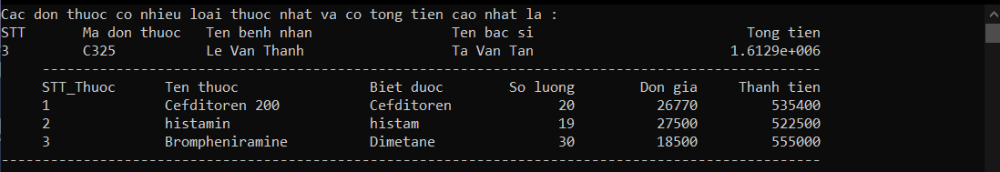 Cac don thuoc co nhieu loai thuoc nhat va co tong tien cao nhat la :
STT Ma don thuoc Ten benh nhan Ten bac si Tong tien
3 C325 Le Van Thanh Ta Van Tan 1.6129e+006
-----------------------------------------------------------------------------------------------
STT_Thuoc Ten thuoc Biet duoc So luong Don gia Thanh tien
1 Cefditoren 200 Cefditoren 20 26770 535400
2 histamin histam 19 27500 522500
3 Brompheniramine Dimetane 30 18500 555000
----------------------------------------------------------------------------------------------------